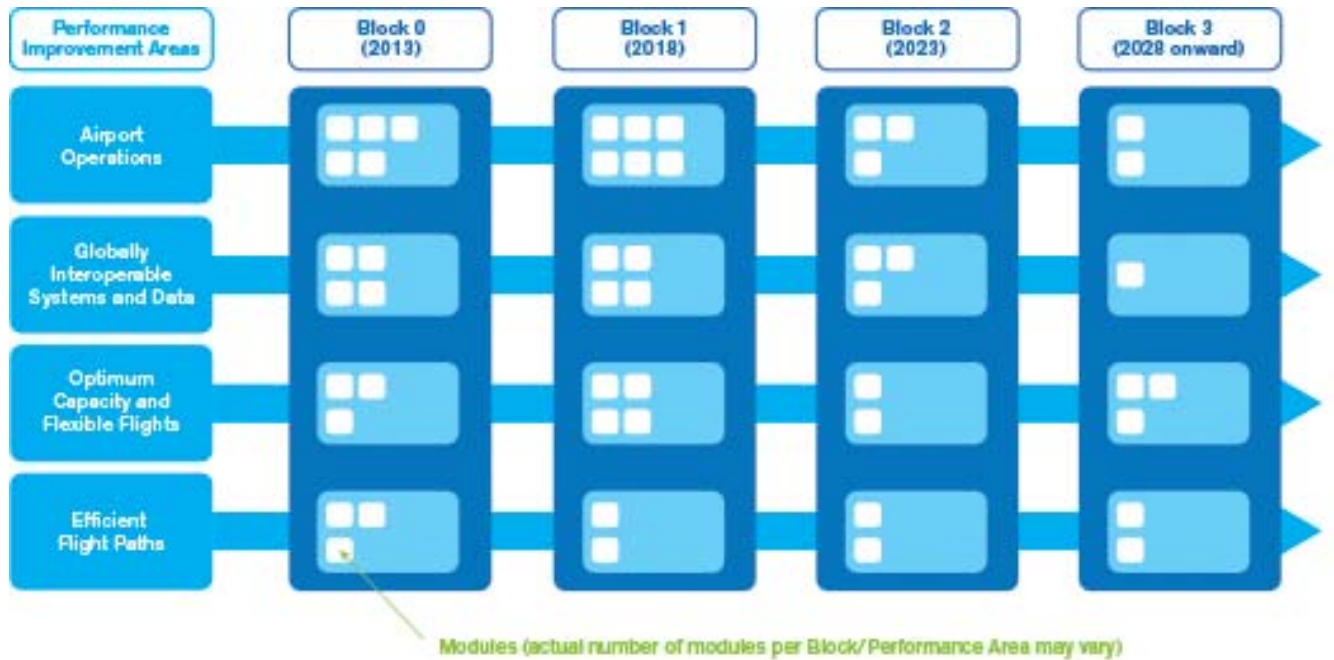 Performance
Improvement Areas
Block 0
(2013)
Block 1
(2018)
Block 2
(2023)
Block 3
(2028 onward)
Airport
Operations
Globally
Interoperable
Systems and Data
Optimum
Capacity and
Flexible Flights
Efficient
Flight Paths
Modules (actual number of modules per Block/Performance Area may vary)